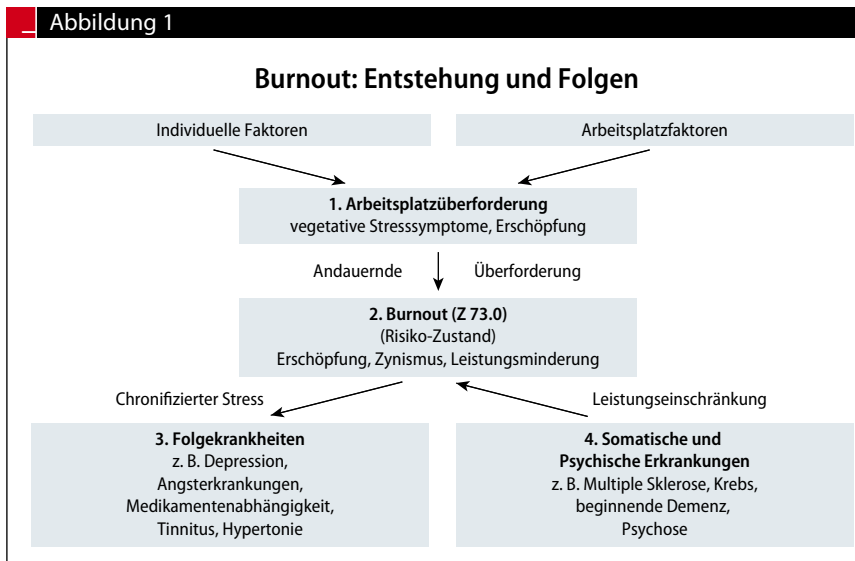 Abbildung 1
Burnout: Entstehung und Folgen
Individuelle Faktoren
Arbeitsplatzfaktoren
1. Arbeitsplatzüberforderung
vegetative Stresssymptome, Erschöpfung
Andauernde
Überforderung
2. Burnout (Z 73.0)
(Risiko-Zustand)
Erschöpfung, Zynismus, Leistungsminderung
Chronifizierter Stress
Leistungseinschränkung
3. Folgekrankheiten
z. B. Depression,
Angsterkrankungen,
Medikamentenabhängigkeit,
Tinnitus, Hypertonie
4. Somatische und
Psychische Erkrankungen
z. B. Multiple Sklerose, Krebs,
beginnende Demenz,
Psychose